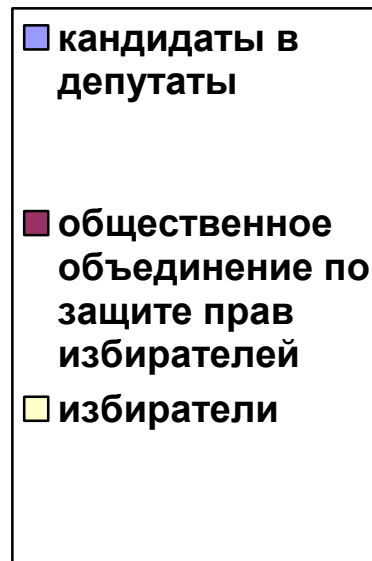 кандидаты в
депутаты
общественное
объединение по
защите прав
избирателей
избиратели